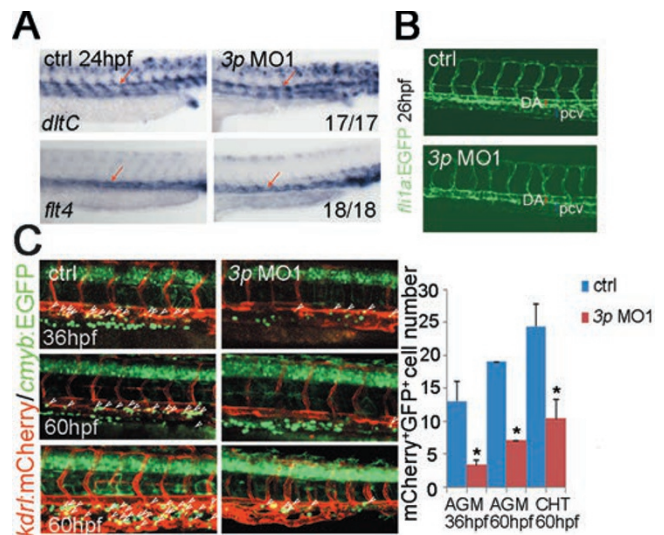 A
ctrl 24hpf
3p MO1
dltC
17/17
flt4
18/18
B
fli1a:EGFP 26hpf
ctrl
DA
pcv
3p MO1
DA
pcv
C
kdrl:mCherry/cmyb:EGFP
ctrl
3p MO1
36hpf
60hpf
60hpf
ctrl
3p MO1
mCherry+GFP+ cell number
30
25
20
15
10
5
0
*
*
*
AGM AGM CHT
36hpf 60hpf 60hpf